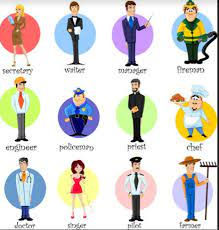 secretary waiter manager fireman
engineer policeman priest chef
doctor singer pilot farmer